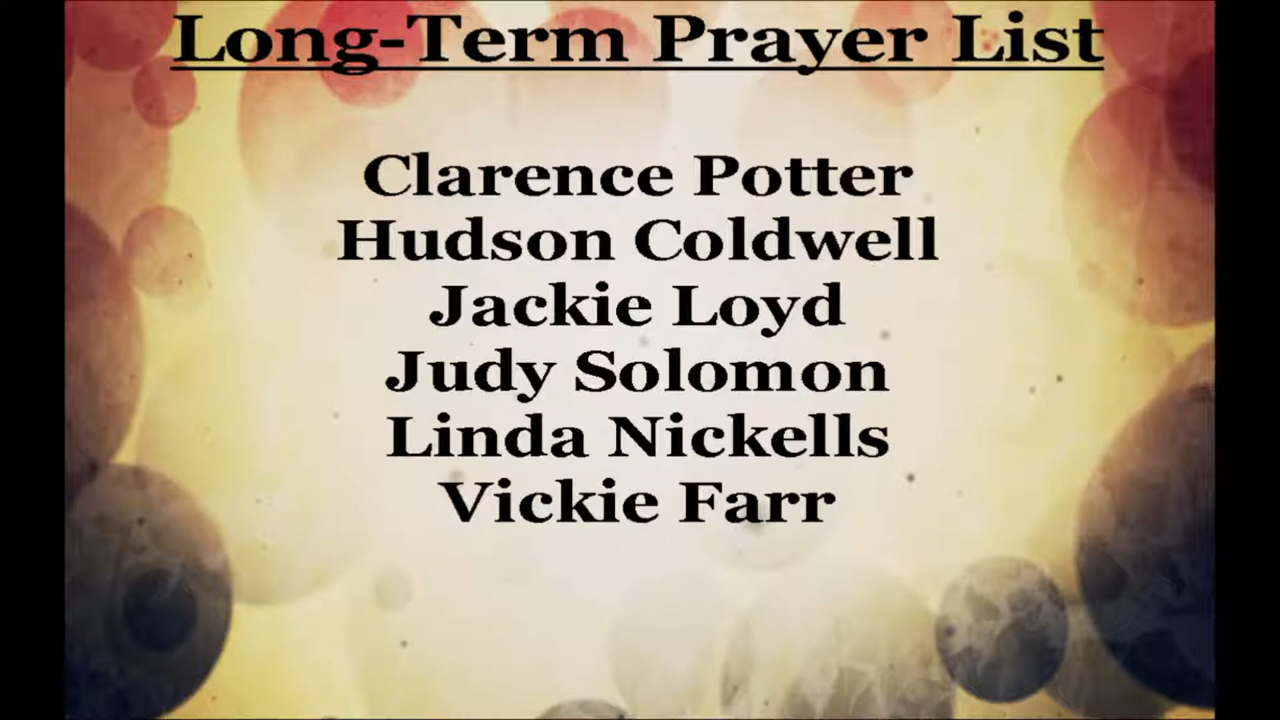 Long-Term Prayer List
Clarence Potter
Hudson Coldwell
Jackie Loyd
Judy Solomon
Linda Nickells
Vickie Farr